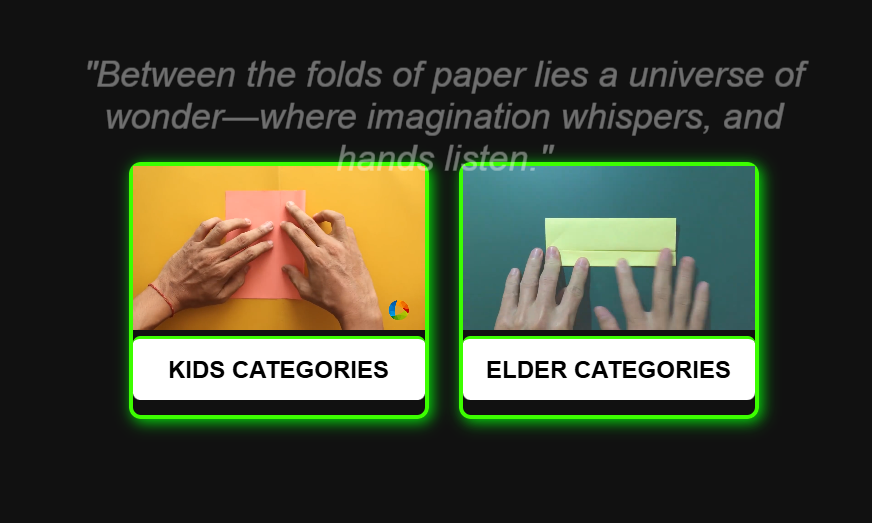 "Between the folds of paper lies a universe of
wonder—where imagination whispers, and
hands listen."
KIDS CATEGORIES
ELDER CATEGORIES